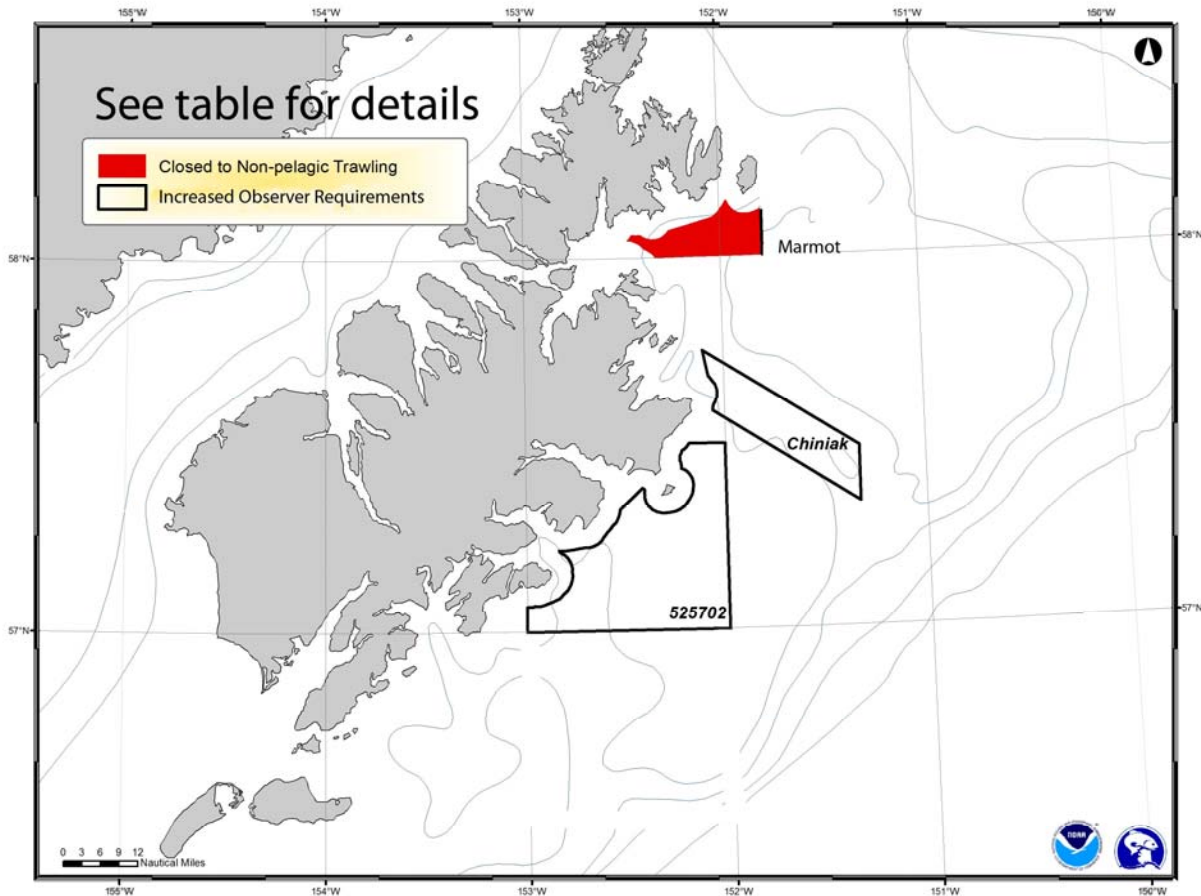 155°W 154°W 153°W 152°W 151°W 150°W
See table for details
Closed to Non-pelagic Trawling
Increased Observer Requirements
Marmot
58°N 58°N
Chiniak
525702
57°N 57°N
0 3 6 9 12
Nautical Miles
NOAA
155°W 154°W 153°W 152°W 151°W 150°W